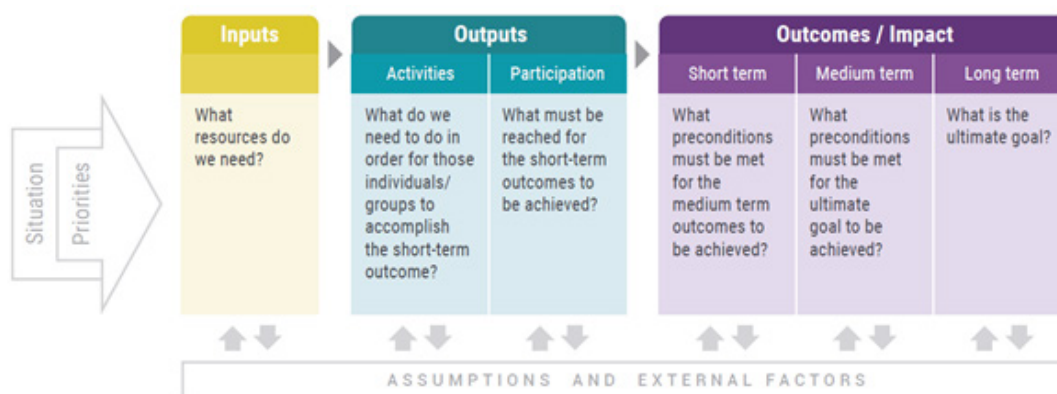 Inputs
Outputs
Outcomes / Impact
Activities
Participation
Short term
Medium term
Long term
Situation
Priorities
What
resources do
we need?
What do we
need to do in
order for those
individuals/
groups to
accomplish
the short-term
outcome?
What must be
reached for
the short-term
outcomes to
be achieved?
What
preconditions
must be met
for the
medium term
outcomes to
be achieved?
What
preconditions
must be met
for the
ultimate
goal to be
achieved?
What is the
ultimate goal?
ASSUMPTIONS AND EXTERNAL FACTORS